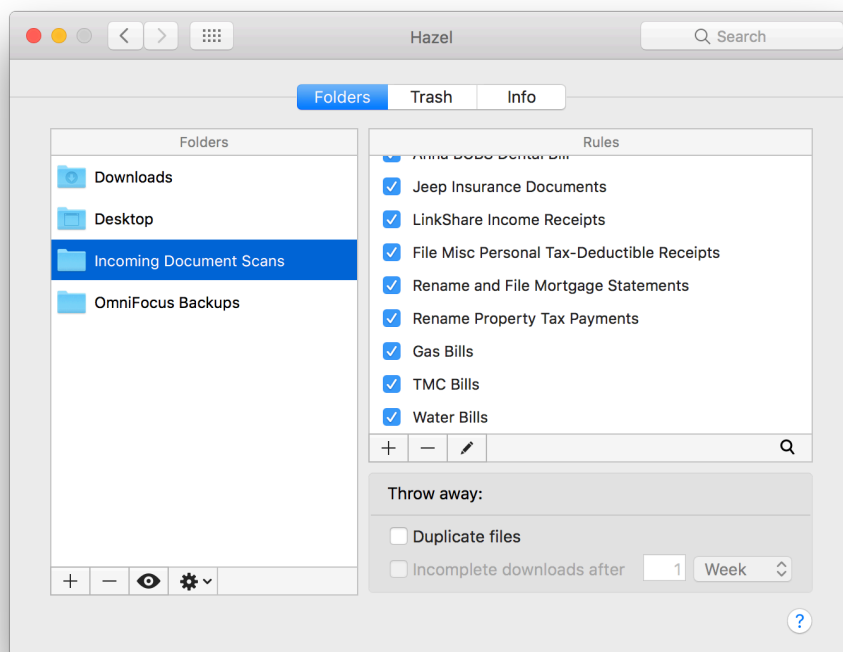 Hazel
Search
Folders
Trash
Info
Folders
Downloads
Desktop
Incoming Document Scans
OmniFocus Backups
Rules
Jeep Insurance Documents
LinkShare Income Receipts
File Misc Personal Tax-Deductible Receipts
Rename and File Mortgage Statements
Rename Property Tax Payments
Gas Bills
TMC Bills
Water Bills
Throw away:
Duplicate files
Incomplete downloads after 1 Week
?